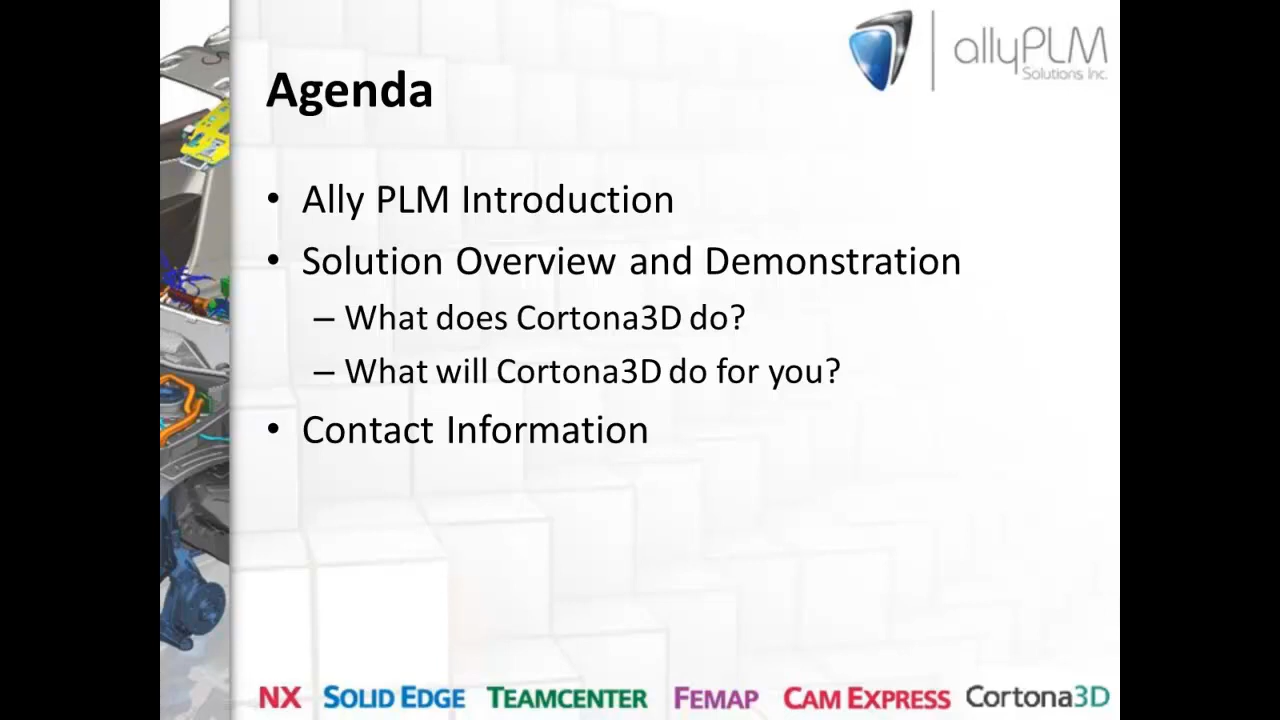 allyPLM
Solutions Inc.
Agenda
• Ally PLM Introduction
• Solution Overview and Demonstration
– What does Cortona3D do?
– What will Cortona3D do for you?
• Contact Information
NX SOLID EDGE TEAMCENTER FEMAP CAM EXPRESS Cortona3D